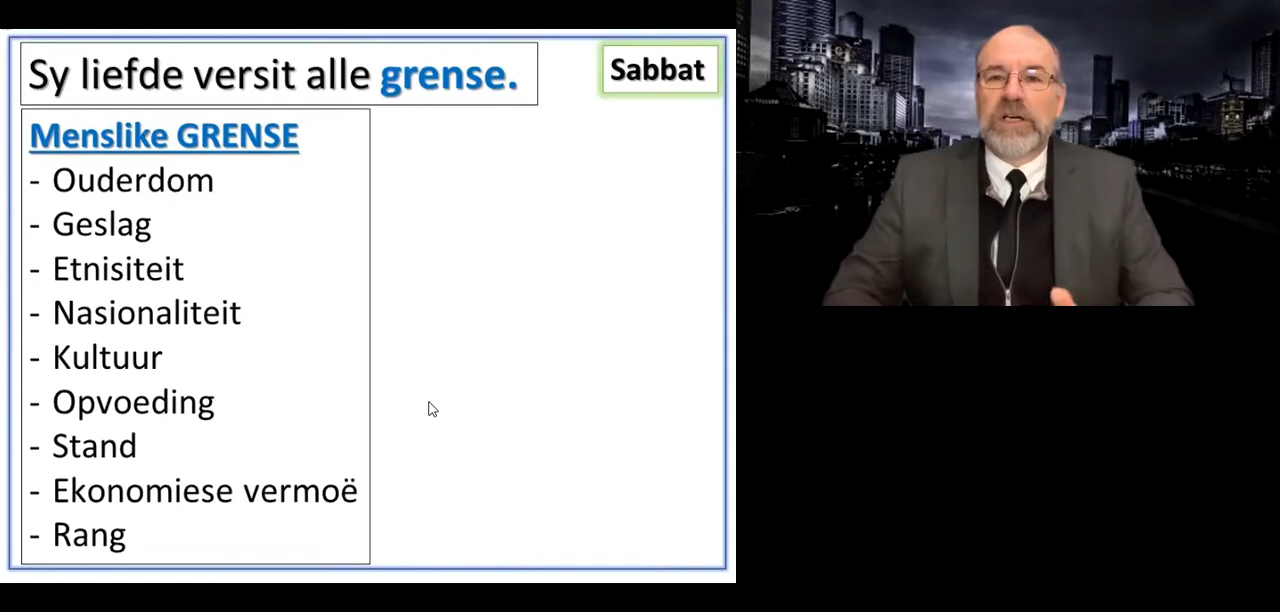 Sy liefde versit alle grense.
Sabbat
Menslike GRENSE
- Ouderdom
- Geslag
- Etnisiteit
- Nasionaliteit
- Kultuur
- Opvoeding
- Stand
- Ekonomiese vermoë
- Rang